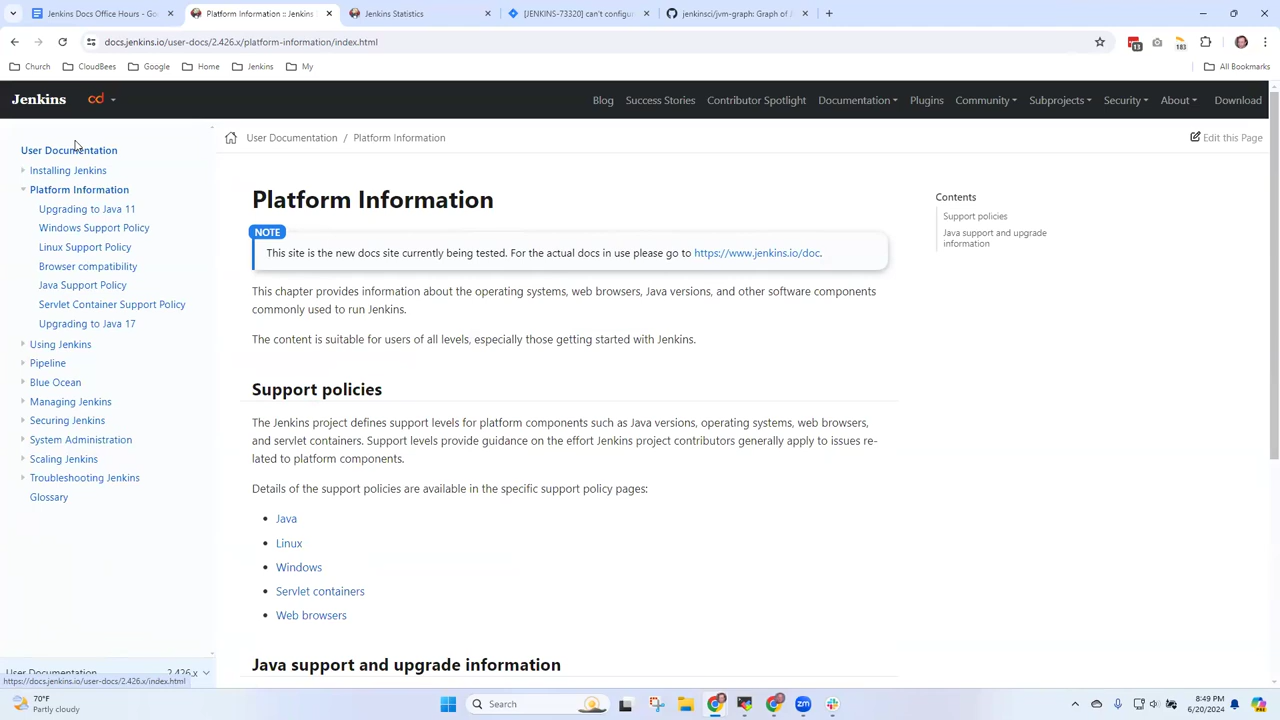 Jenkins Docs Office Hours - Goo
Platform Information :: Jenkins
Jenkins Statistics
[JENKINS-73320] can't configur
jenkinsci/jvm-graph: Graph of J
docs.jenkins.io/user-docs/2.426.x/platform-information/index.html
13
183
Church
CloudBees
Google
Home
Jenkins
My
All Bookmarks
Jenkins
cd
Blog
Success Stories
Contributor Spotlight
Documentation
Plugins
Community
Subprojects
Security
About
Download
User Documentation / Platform Information
Edit this Page
User Documentation
Installing Jenkins
Platform Information
Upgrading to Java 11
Windows Support Policy
Linux Support Policy
Browser compatibility
Java Support Policy
Servlet Container Support Policy
Upgrading to Java 17
Using Jenkins
Pipeline
Blue Ocean
Managing Jenkins
Securing Jenkins
System Administration
Scaling Jenkins
Troubleshooting Jenkins
Glossary
User Documentation 2.426.x
https://docs.jenkins.io/user-docs/2.426.x/index.html
Platform Information
NOTE
This site is the new docs site currently being tested. For the actual docs in use please go to https://www.jenkins.io/doc.
This chapter provides information about the operating systems, web browsers, Java versions, and other software components
commonly used to run Jenkins.
The content is suitable for users of all levels, especially those getting started with Jenkins.
Support policies
The Jenkins project defines support levels for platform components such as Java versions, operating systems, web browsers,
and servlet containers. Support levels provide guidance on the effort Jenkins project contributors generally apply to issues re-
lated to platform components.
Details of the support policies are available in the specific support policy pages:
Java
Linux
Windows
Servlet containers
Web browsers
Java support and upgrade information
Contents
Support policies
Java support and upgrade
information
70°F
Partly cloudy
Search
8:49 PM
6/20/2024